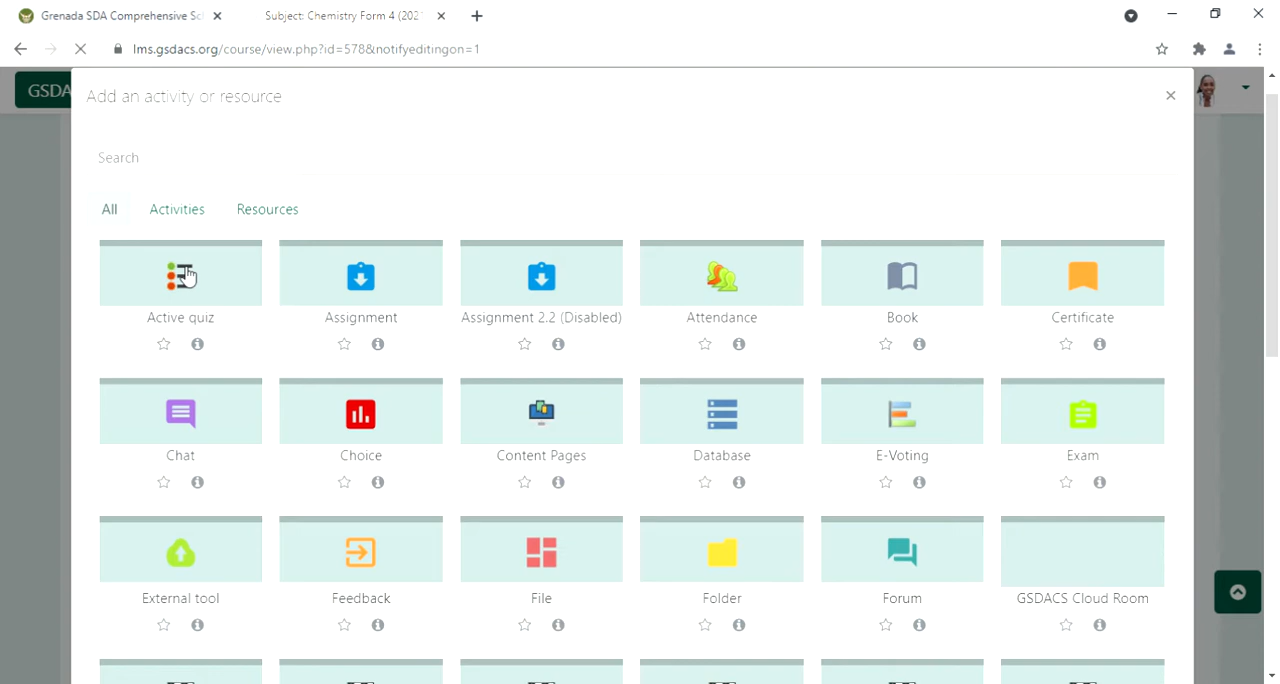 Grenada SDA Comprehensive Sc
Subject: Chemistry Form 4 (202
lms.gsdacs.org/course/view.php?id=578&notifyeditingon=1
GSDA
Add an activity or resource
Search
All Activities Resources
Active quiz Assignment Assignment 2.2 (Disabled) Attendance Book Certificate
Chat Choice Content Pages Database E-Voting Exam
External tool Feedback File Folder Forum GSDACS Cloud Room